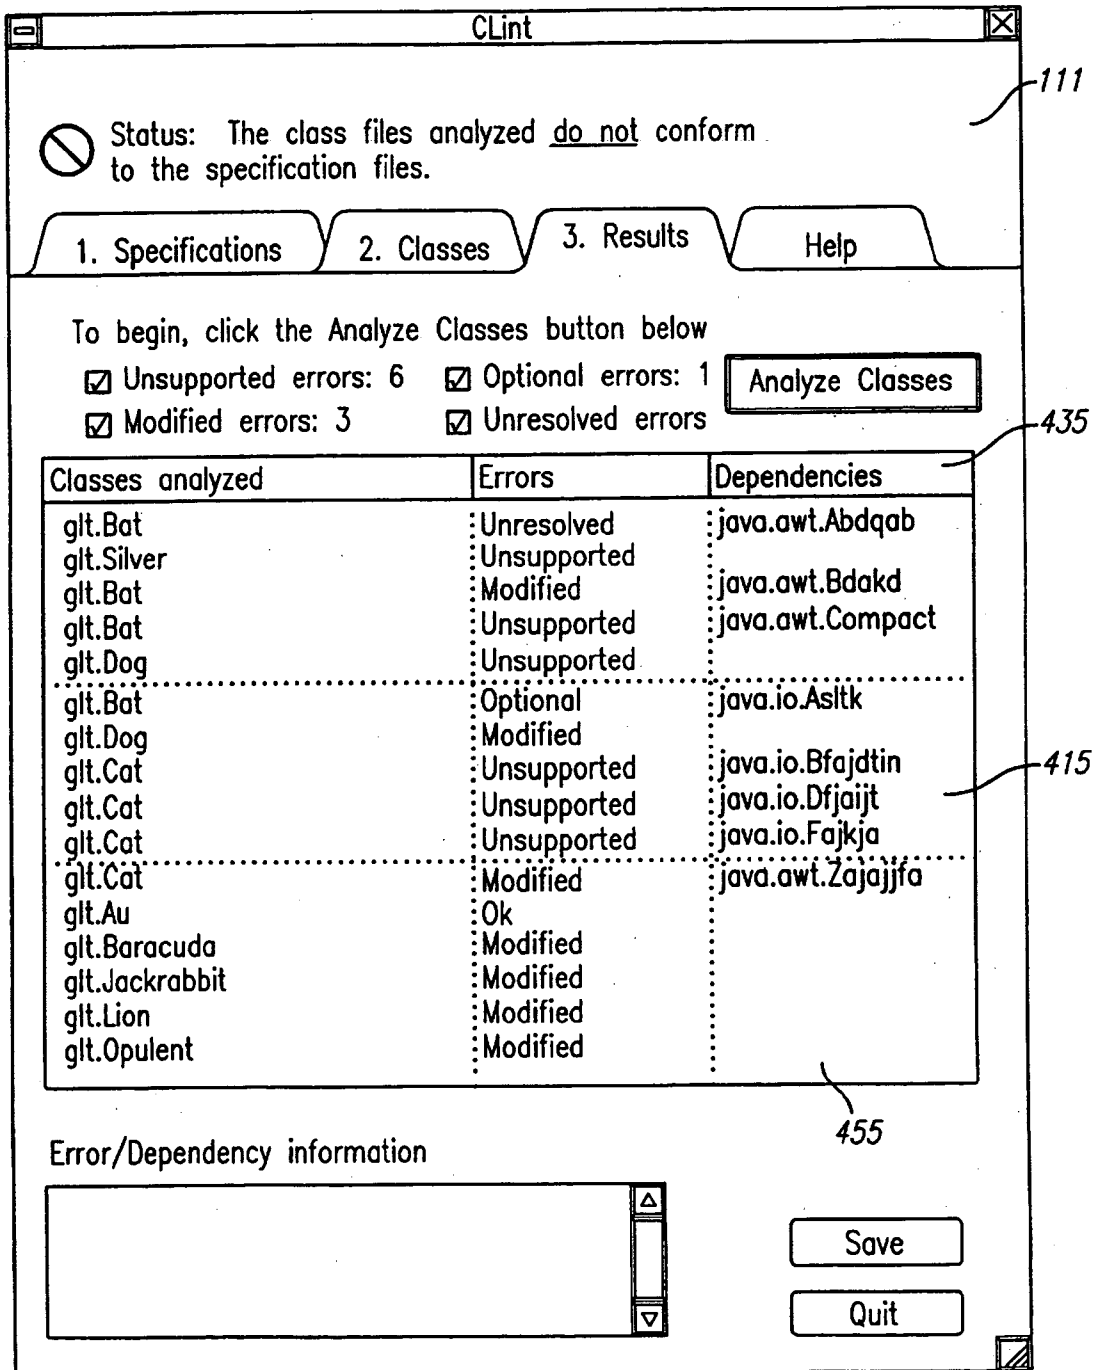 CLint
111
Status: The class files analyzed do not conform
to the specification files.
1. Specifications 2. Classes 3. Results Help
To begin, click the Analyze Classes button below
Unsupported errors: 6 Optional errors: 1 Analyze Classes
Modified errors: 3 Unresolved errors
435
Classes analyzed Errors Dependencies
glt.Bat Unresolved java.awt.Abdqab
glt.Silver Unsupported
glt.Bat Modified java.awt.Bdakd
glt.Bat Unsupported java.awt.Compact
glt.Dog Unsupported
glt.Bat Optional java.io.Asltk
glt.Dog Modified
glt.Cat Unsupported java.io.Bfajdtin
415
glt.Cat Unsupported java.io.Dfjaijt
glt.Cat Unsupported java.io.Fajkja
glt.Cat Modified java.awt.Zajajjfa
glt.Au Ok
glt.Baracuda Modified
glt.Jackrabbit Modified
glt.Lion Modified
glt.Opulent Modified
455
Error/Dependency information
Save
Quit